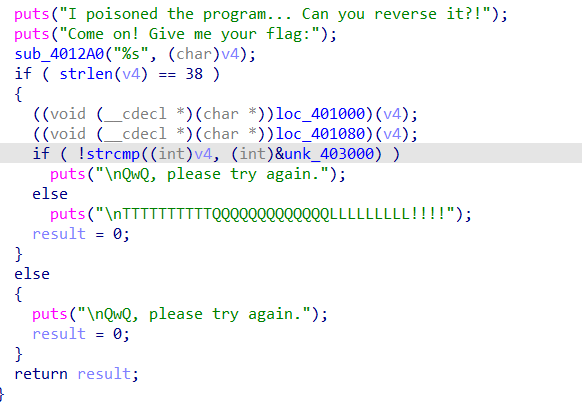 puts("I poisoned the program... Can you reverse it?!");
puts("Come on! Give me your flag:");
sub_4012A0("%s", (char)v4);
if ( strlen(v4) == 38 )
{
((void (__cdecl *)(char *))loc_401000)(v4);
((void (__cdecl *)(char *))loc_401080)(v4);
if ( !strcmp((int)v4, (int)&unk_403000) )
puts("\nQwQ, please try again.");
else
puts("\nTTTTTTTTTTQQQQQQQQQQQQQLLLLLLLLL!!!!");
result = 0;
}
else
{
puts("\nQwQ, please try again.");
result = 0;
}
return result;
}